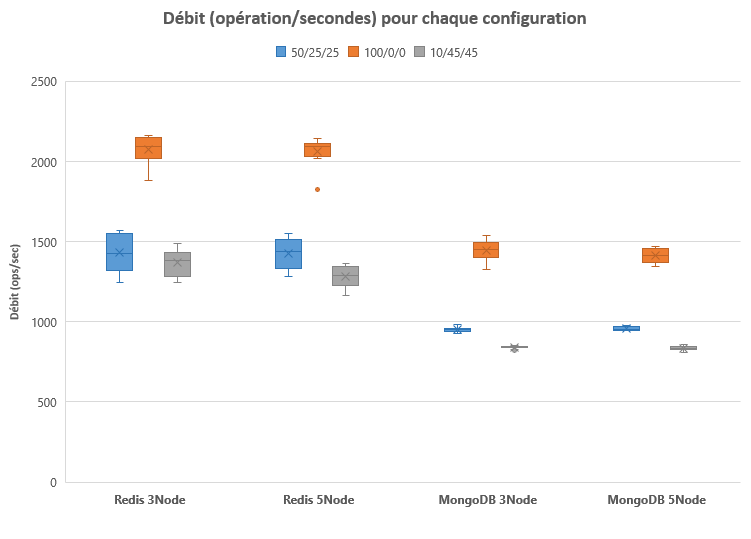 Débit (opération/secondes) pour chaque configuration
50/25/25 100/0/0 10/45/45
2500
2000
1500
1000
500
0
Débit (ops/sec)
Redis 3Node Redis 5Node MongoDB 3Node MongoDB 5Node